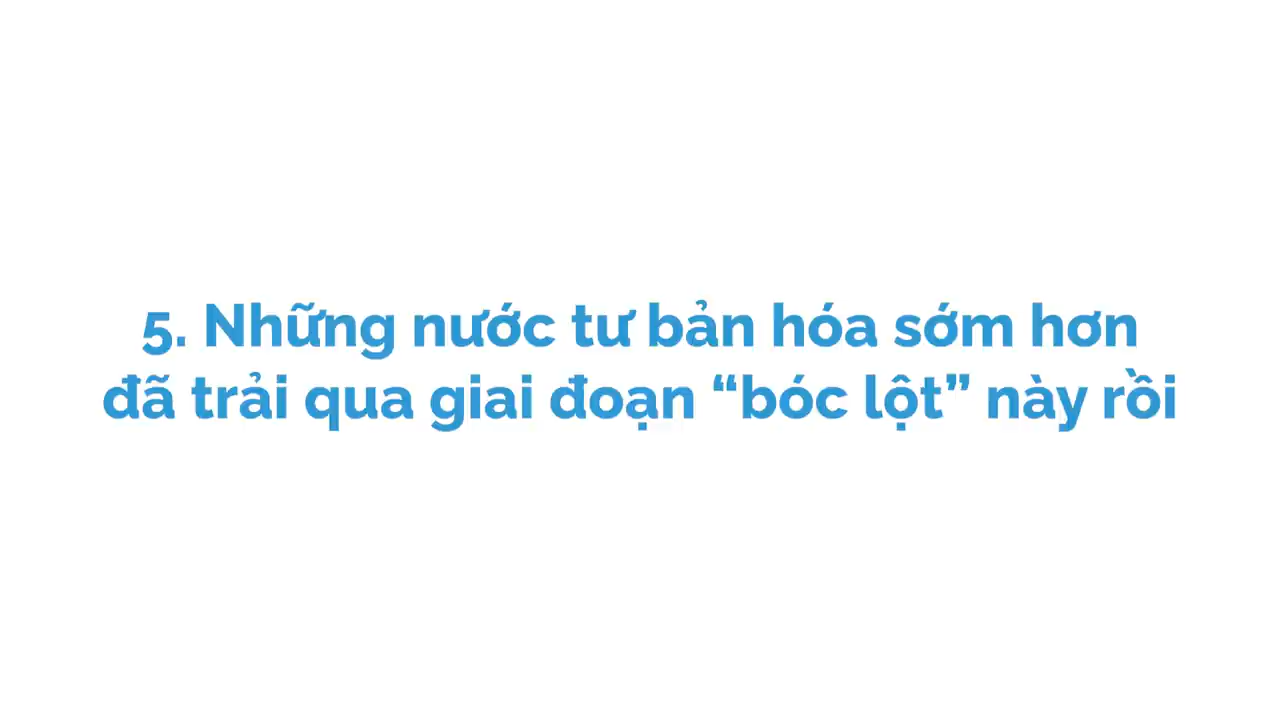 5. Những nước tư bản hóa sớm hơn
đã trải qua giai đoạn “bóc lột” này rồi